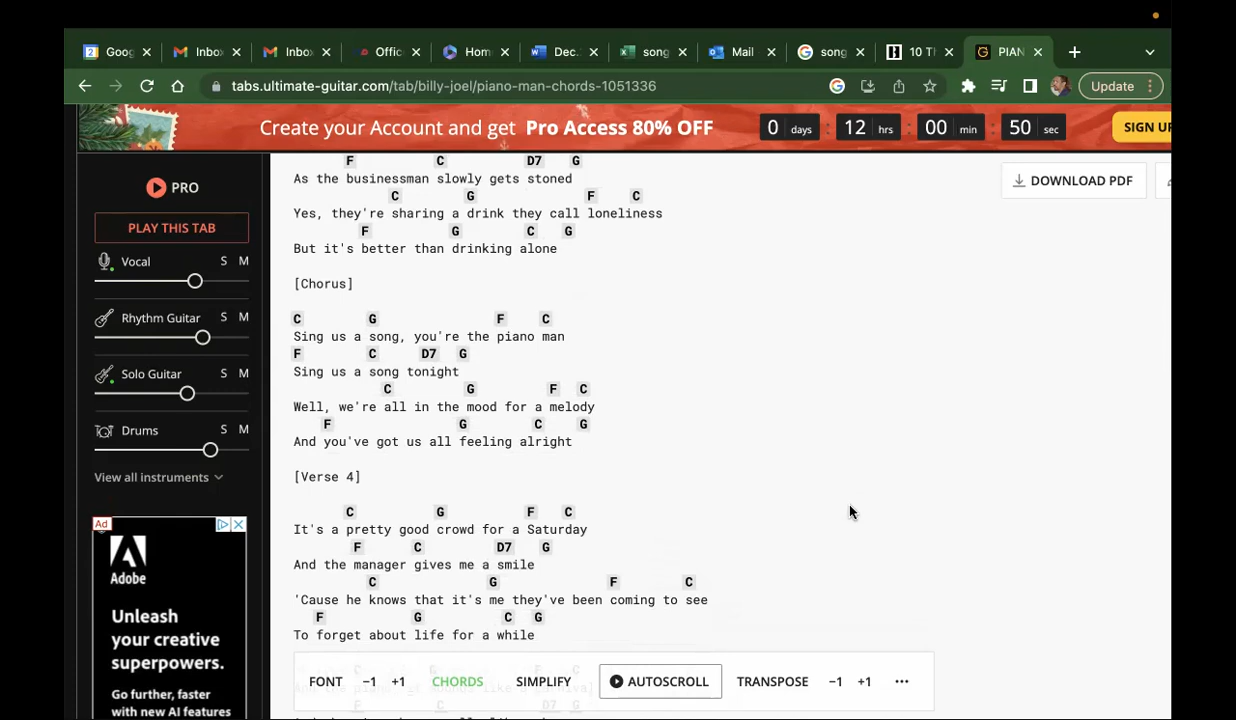 Goog
Inbo
Inbo
Offic
Hom
Dec.
song
Mail
song
10 T
PIAN
tabs.ultimate-guitar.com/tab/billy-joel/piano-man-chords-1051336
Update
Create your Account and get Pro Access 80% OFF
0 days : 12 hrs : 00 min : 50 sec
SIGN UP
PRO
PLAY THIS TAB
Vocal S M
Rhythm Guitar S M
Solo Guitar S M
Drums S M
View all instruments
Ad
Adobe
Unleash
your creative
superpowers.
Go further, faster
with new AI features
DOWNLOAD PDF
F C D7 G
As the businessman slowly gets stoned
C G F C
Yes, they're sharing a drink they call loneliness
F G C G
But it's better than drinking alone
[Chorus]
C G F C
Sing us a song, you're the piano man
F C D7 G
Sing us a song tonight
C G F C
Well, we're all in the mood for a melody
F G C G
And you've got us all feeling alright
[Verse 4]
C G F C
It's a pretty good crowd for a Saturday
F C D7 G
And the manager gives me a smile
C G F C
'Cause he knows that it's me they've been coming to see
F G C G
To forget about life for a while
FONT −1 +1 CHORDS SIMPLIFY AUTOSCROLL TRANSPOSE −1 +1 •••